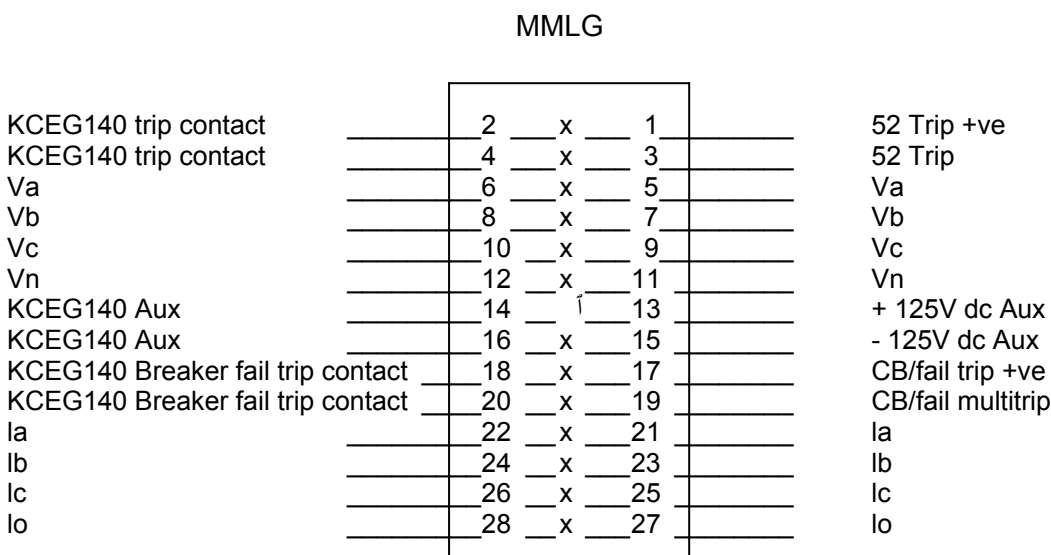 MMLG
KCEG140 trip contact 2 x 1 52 Trip +ve
KCEG140 trip contact 4 x 3 52 Trip
Va 6 x 5 Va
Vb 8 x 7 Vb
Vc 10 x 9 Vc
Vn 12 x 11 Vn
KCEG140 Aux 14 13 + 125V dc Aux
KCEG140 Aux 16 x 15 - 125V dc Aux
KCEG140 Breaker fail trip contact 18 x 17 CB/fail trip +ve
KCEG140 Breaker fail trip contact 20 x 19 CB/fail multitrip
Ia 22 x 21 Ia
Ib 24 x 23 Ib
Ic 26 x 25 Ic
Io 28 x 27 Io